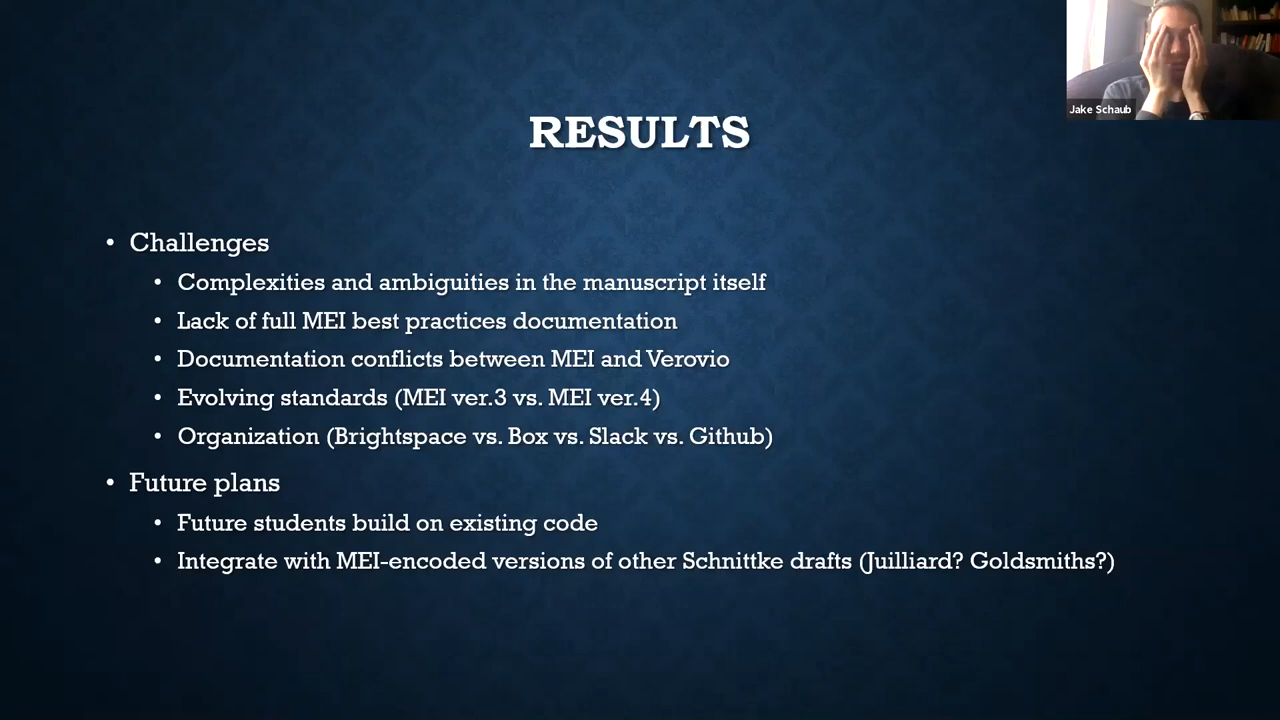 Jake Schaub
RESULTS
• Challenges
• Complexities and ambiguities in the manuscript itself
• Lack of full MEI best practices documentation
• Documentation conflicts between MEI and Verovio
• Evolving standards (MEI ver.3 vs. MEI ver.4)
• Organization (Brightspace vs. Box vs. Slack vs. Github)
• Future plans
• Future students build on existing code
• Integrate with MEI-encoded versions of other Schnittke drafts (Juilliard? Goldsmiths?)